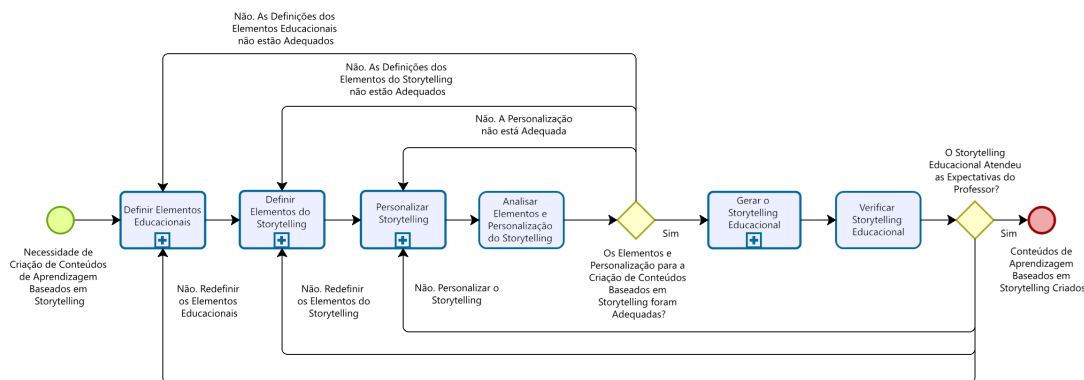 Não. As Definições dos
Elementos Educacionais
não estão Adequados
Não. As Definições dos
Elementos do Storytelling
não estão Adequados
Não. A Personalização
não está Adequada
O Storytelling
Educacional Atendeu
as Expectativas do
Professor?
Definir Elementos
Educacionais
Definir
Elementos do
Storytelling
Personalizar
Storytelling
Analisar
Elementos e
Personalização
do Storytelling
Gerar o
Storytelling
Educacional
Verificar
Storytelling
Educacional
Sim
Sim
Necessidade de
Criação de Conteúdos
de Aprendizagem
Baseados em
Storytelling
Os Elementos e
Personalização para a
Criação de Conteúdos
Baseados em
Storytelling foram
Adequadas?
Conteúdos de
Aprendizagem
Baseados em
Storytelling Criados
Não. Redefinir
os Elementos
Educacionais
Não. Redefinir
os Elementos do
Storytelling
Não. Personalizar o
Storytelling